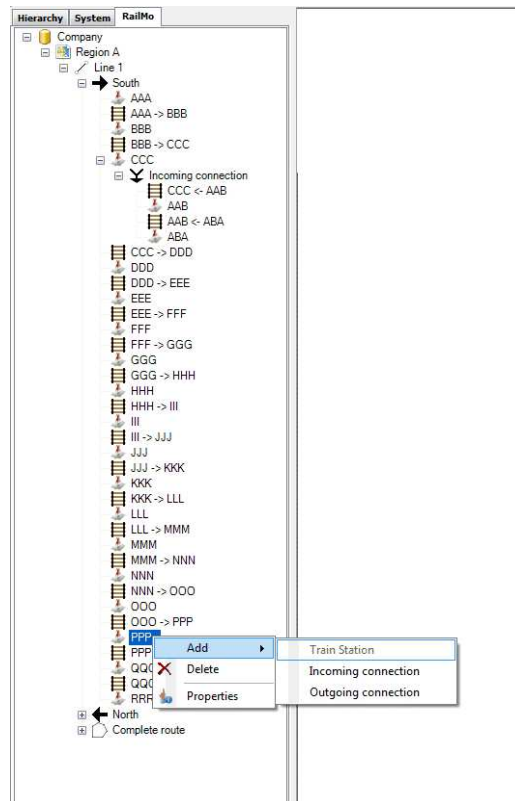 Hierarchy System RailMo
Company
Region A
Line 1
South
AAA
AAA -> BBB
BBB
BBB -> CCC
CCC
Incoming connection
CCC <- AAB
AAB
AAB <- ABA
ABA
CCC -> DDD
DDD
DDD -> EEE
EEE
EEE -> FFF
FFF
FFF -> GGG
GGG
GGG -> HHH
HHH
HHH -> III
III
III -> JJJ
JJJ
JJJ -> KKK
KKK
KKK -> LLL
LLL
LLL -> MMM
MMM
MMM -> NNN
NNN
NNN -> OOO
OOO
OOO -> PPP
PPP
PPP
QQQ
QQQ
RRR
North
Complete route
Add
Delete
Properties
Train Station
Incoming connection
Outgoing connection